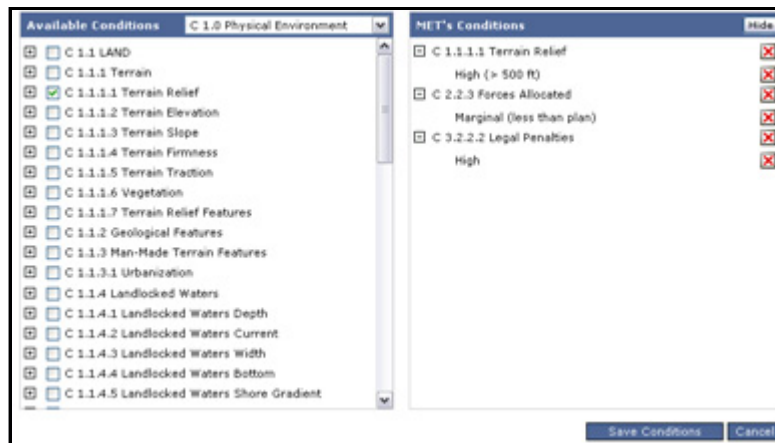 Available Conditions C 1.0 Physical Environment
C 1.1 LAND
C 1.1.1 Terrain
C 1.1.1.1 Terrain Relief
C 1.1.1.2 Terrain Elevation
C 1.1.1.3 Terrain Slope
C 1.1.1.4 Terrain Firmness
C 1.1.1.5 Terrain Traction
C 1.1.1.6 Vegetation
C 1.1.1.7 Terrain Relief Features
C 1.1.2 Geological Features
C 1.1.3 Man-Made Terrain Features
C 1.1.3.1 Urbanization
C 1.1.4 Landlocked Waters
C 1.1.4.1 Landlocked Waters Depth
C 1.1.4.2 Landlocked Waters Current
C 1.1.4.3 Landlocked Waters Width
C 1.1.4.4 Landlocked Waters Bottom
C 1.1.4.5 Landlocked Waters Shore Gradient
MET's Conditions Hide
C 1.1.1.1 Terrain Relief
High (> 500 ft)
C 2.2.3 Forces Allocated
Marginal (less than plan)
C 3.2.2.2 Legal Penalties
High
Save Conditions Cancel